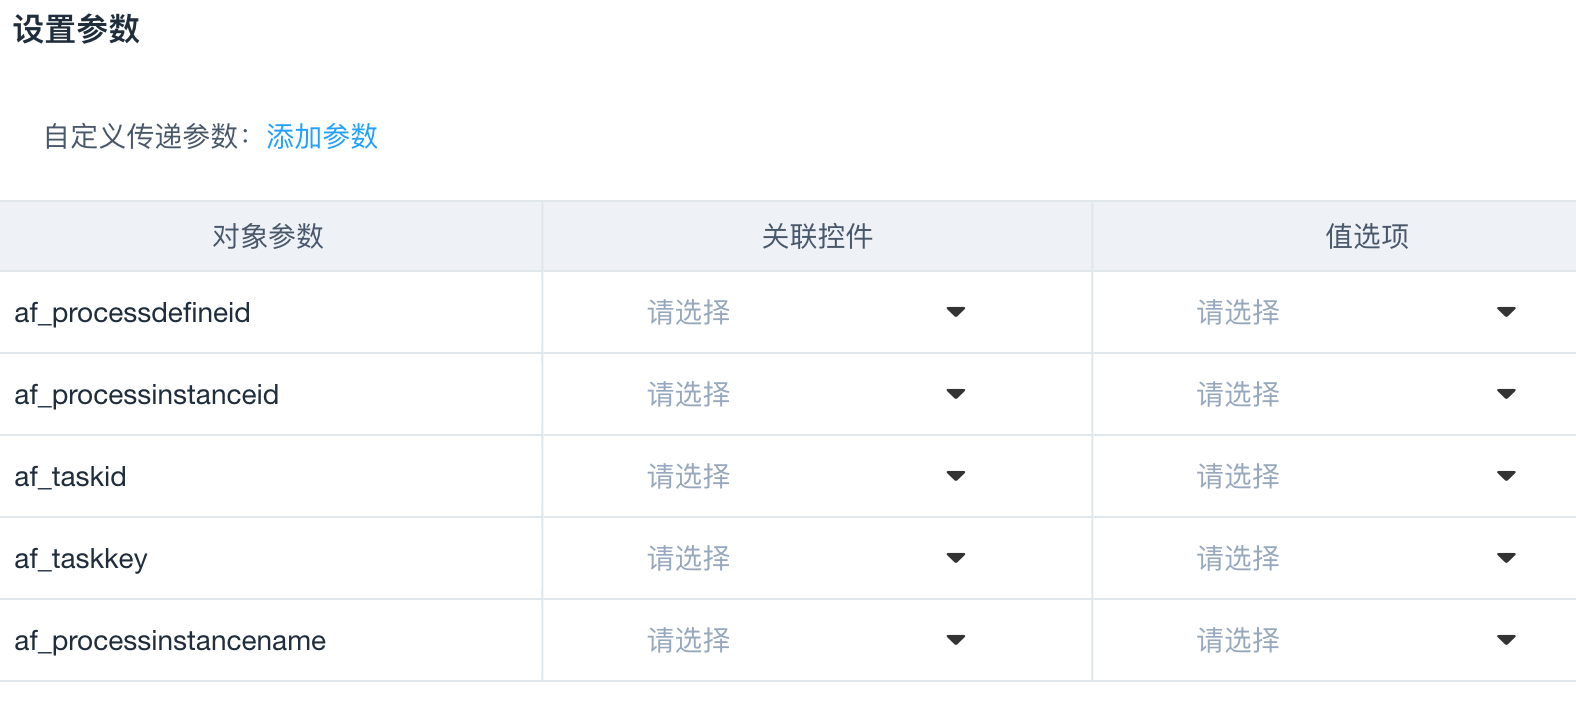 设置参数
自定义传递参数： 添加参数
对象参数 关联控件 值选项
af_processdefineid 请选择 请选择
af_processinstanceid 请选择 请选择
af_taskid 请选择 请选择
af_taskkey 请选择 请选择
af_processinstancename 请选择 请选择